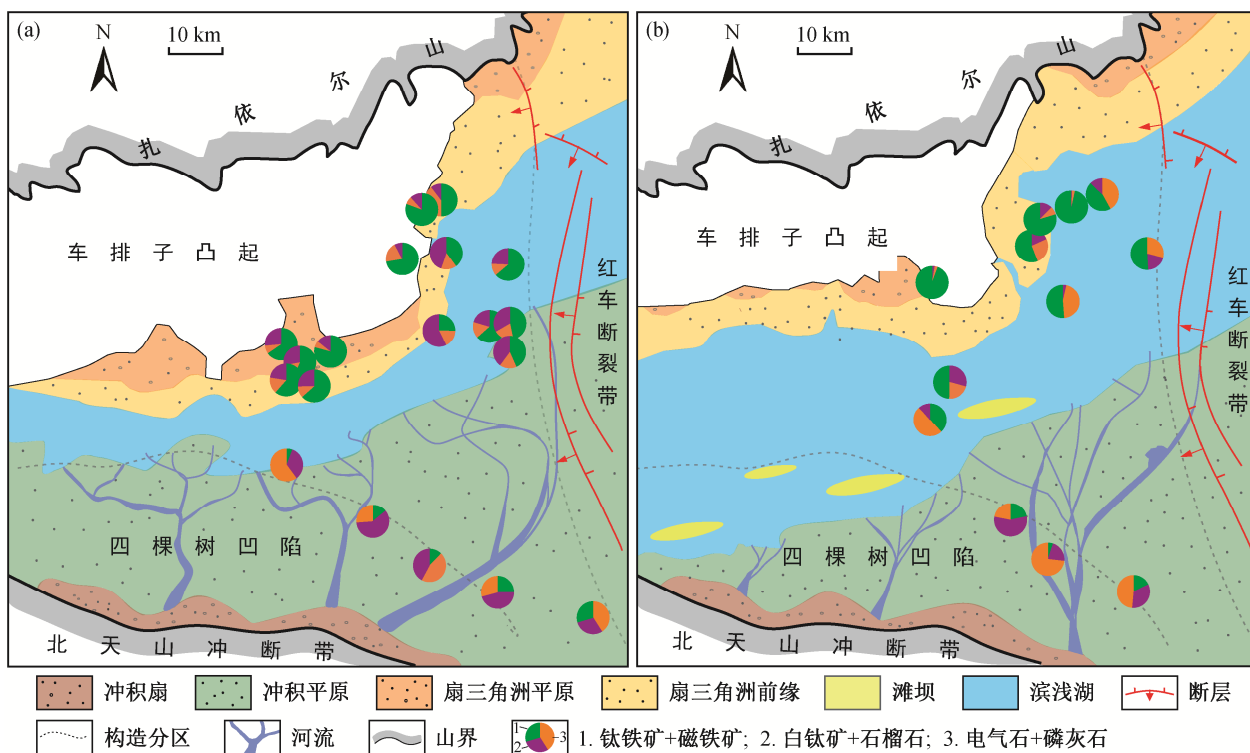 (a)
N
10 km
扎依尔山
车排子凸起
红车断裂带
四棵树凹陷
北天山冲断带
(b)
N
10 km
扎依尔山
车排子凸起
红车断裂带
四棵树凹陷
北天山冲断带
冲积扇 冲积平原 扇三角洲平原 扇三角洲前缘 滩坝 滨浅湖 断层
构造分区 河流 山界 1 2 3 1. 钛铁矿+磁铁矿; 2. 白钛矿+石榴石; 3. 电气石+磷灰石